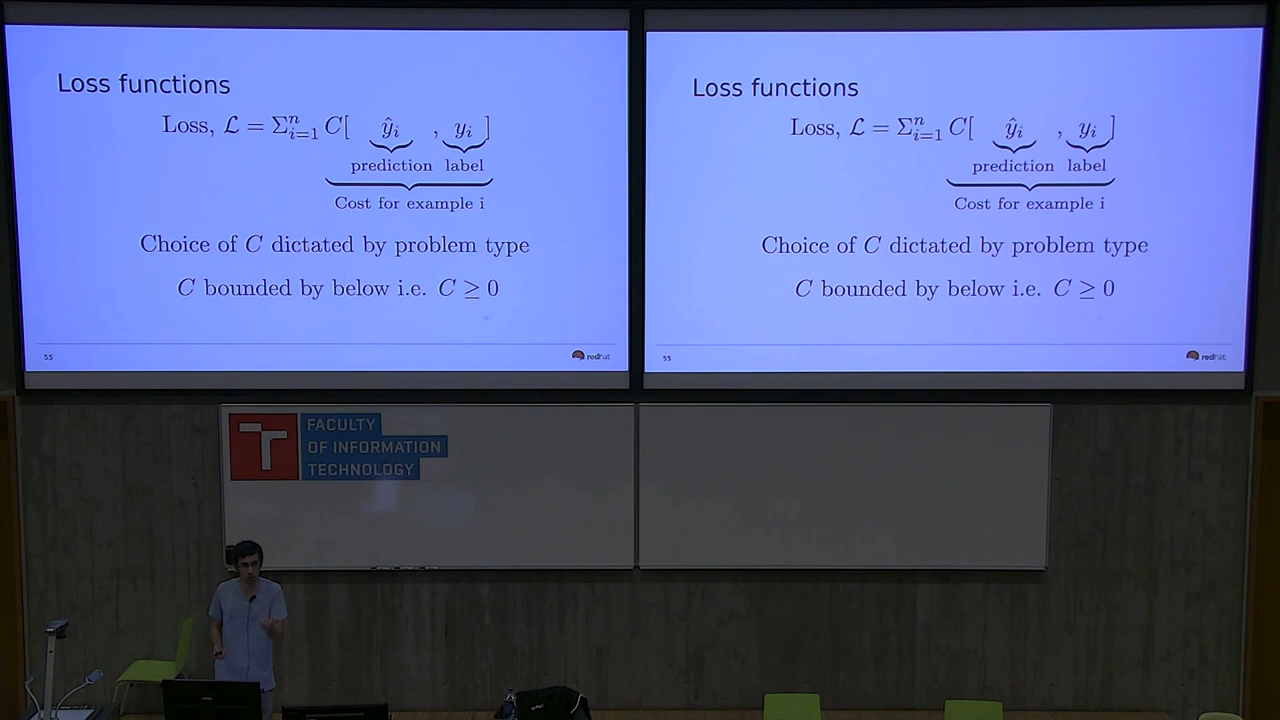 Loss functions
Loss, ℒ = Σⁿᵢ₌₁ C[ ŷᵢ , yᵢ ]
prediction label
Cost for example i
Choice of C dictated by problem type
C bounded by below i.e. C ≥ 0
55
redhat.
Loss functions
Loss, ℒ = Σⁿᵢ₌₁ C[ ŷᵢ , yᵢ ]
prediction label
Cost for example i
Choice of C dictated by problem type
C bounded by below i.e. C ≥ 0
55
redhat.
T
FACULTY
OF INFORMATION
TECHNOLOGY